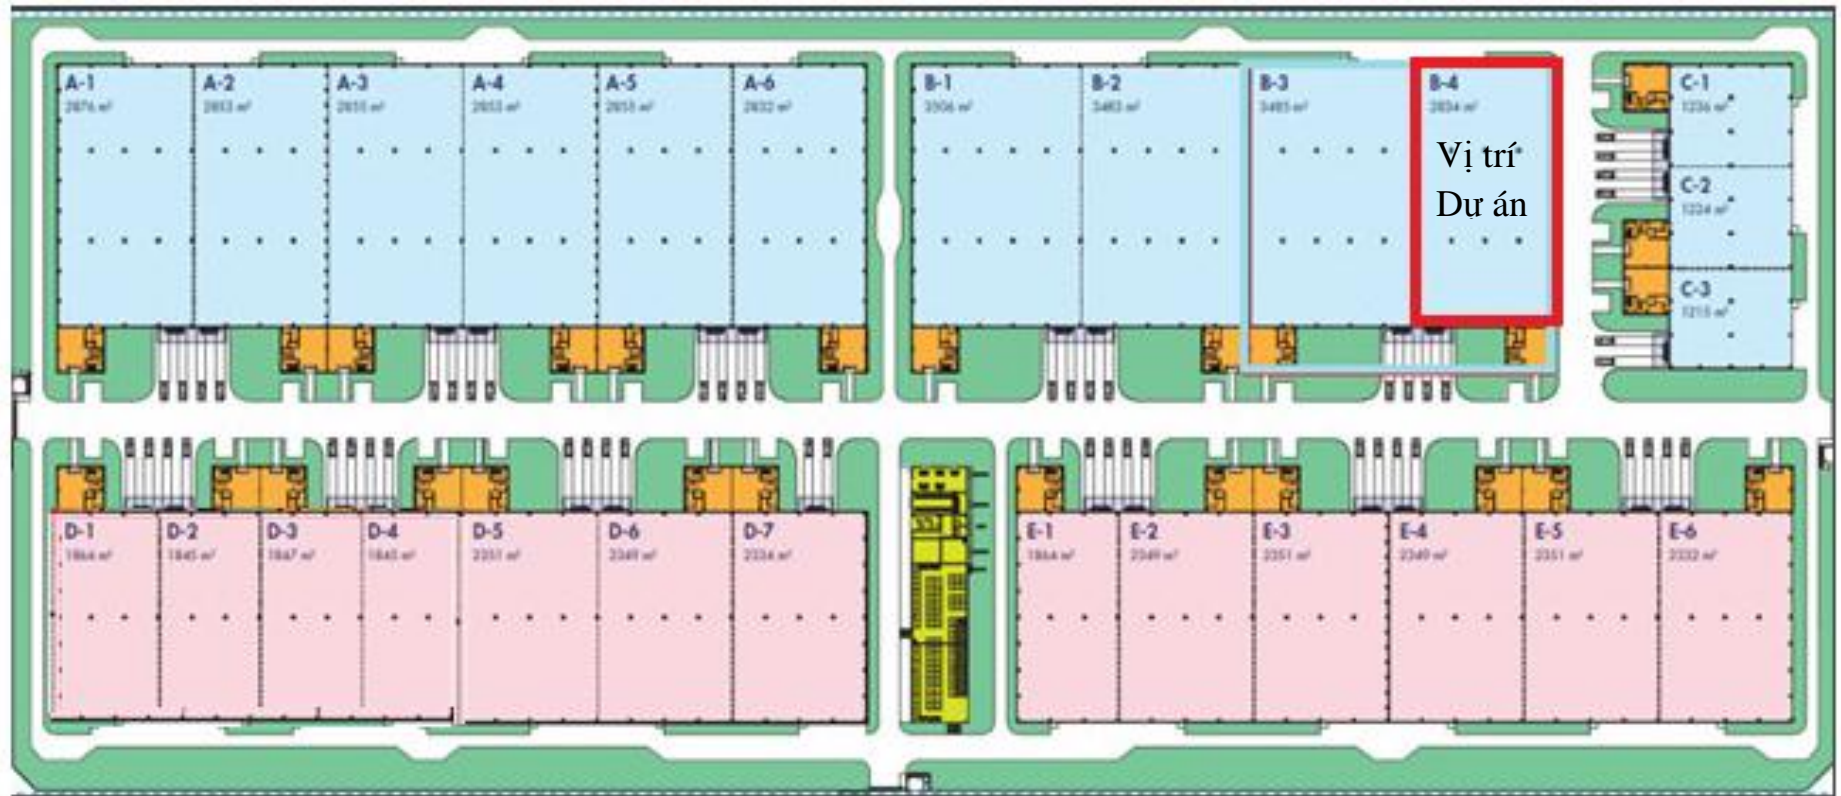 A-1
2876 m²
A-2
2853 m²
A-3
2855 m²
A-4
2853 m²
A-5
2855 m²
A-6
2832 m²
B-1
3506 m²
B-2
3483 m²
B-3
3485 m²
B-4
2834 m²
Vị trí
Dự án
C-1
1236 m²
C-2
1224 m²
C-3
1215 m²
D-1
1864 m²
D-2
1845 m²
D-3
1847 m²
D-4
1845 m²
D-5
2351 m²
D-6
2349 m²
D-7
2334 m²
E-1
1864 m²
E-2
2349 m²
E-3
2351 m²
E-4
2349 m²
E-5
2351 m²
E-6
2332 m²